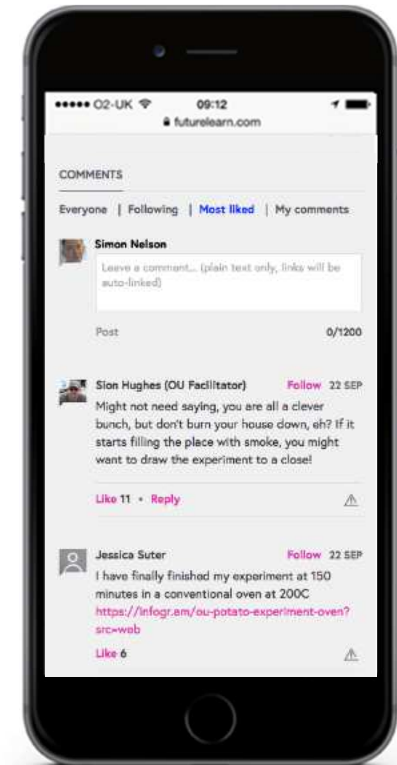 O2-UK 09:12
futurelearn.com
COMMENTS
Everyone | Following | Most liked | My comments
Simon Nelson
Leave a comment... (plain text only, links will be
auto-linked)
Post 0/1200
Sion Hughes (OU Facilitator) Follow 22 SEP
Might not need saying, you are all a clever
bunch, but don't burn your house down, eh? If it
starts filling the place with smoke, you might
want to draw the experiment to a close!
Like 11 • Reply
Jessica Suter Follow 22 SEP
I have finally finished my experiment at 150
minutes in a conventional oven at 200C
https://infogr.am/ou-potato-experiment-oven?
src=web
Like 6